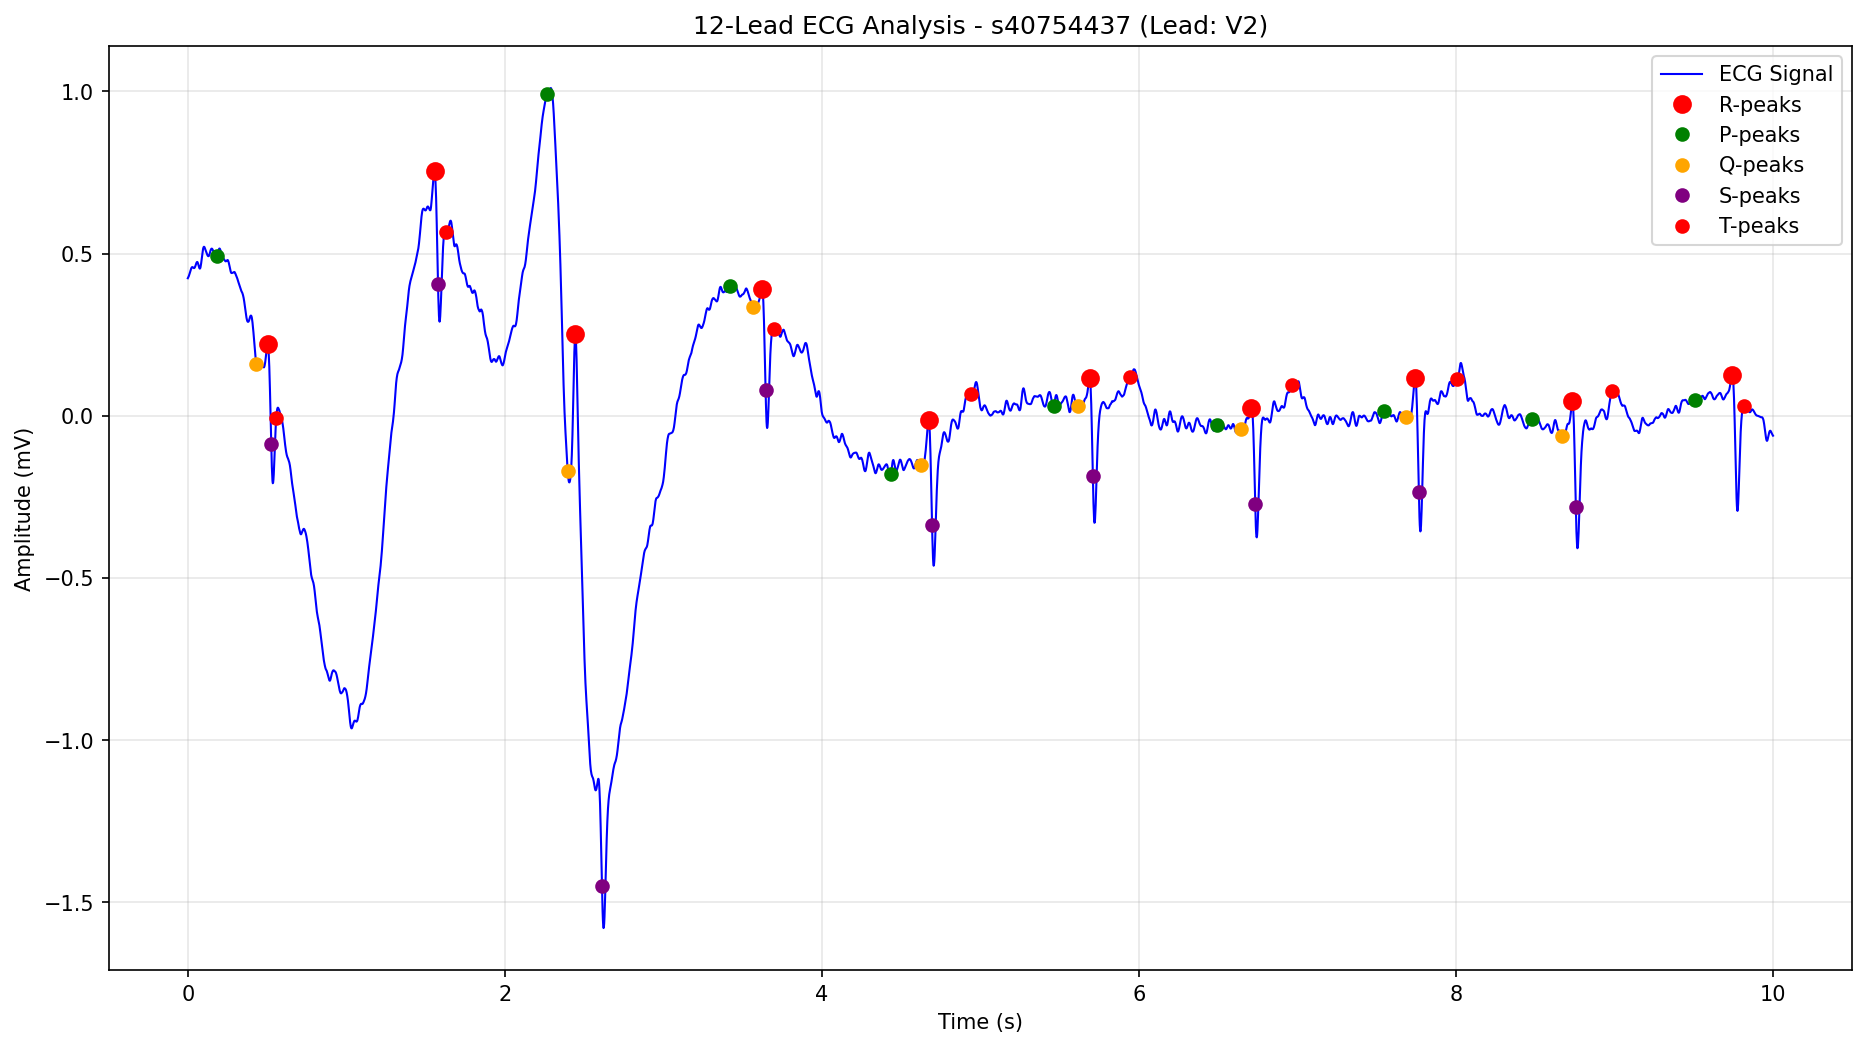 12-Lead ECG Analysis - s40754437 (Lead: V2)
ECG Signal
R-peaks
P-peaks
Q-peaks
S-peaks
T-peaks
Amplitude (mV)
1.0
0.5
0.0
−0.5
−1.0
−1.5
0 2 4 6 8 10
Time (s)